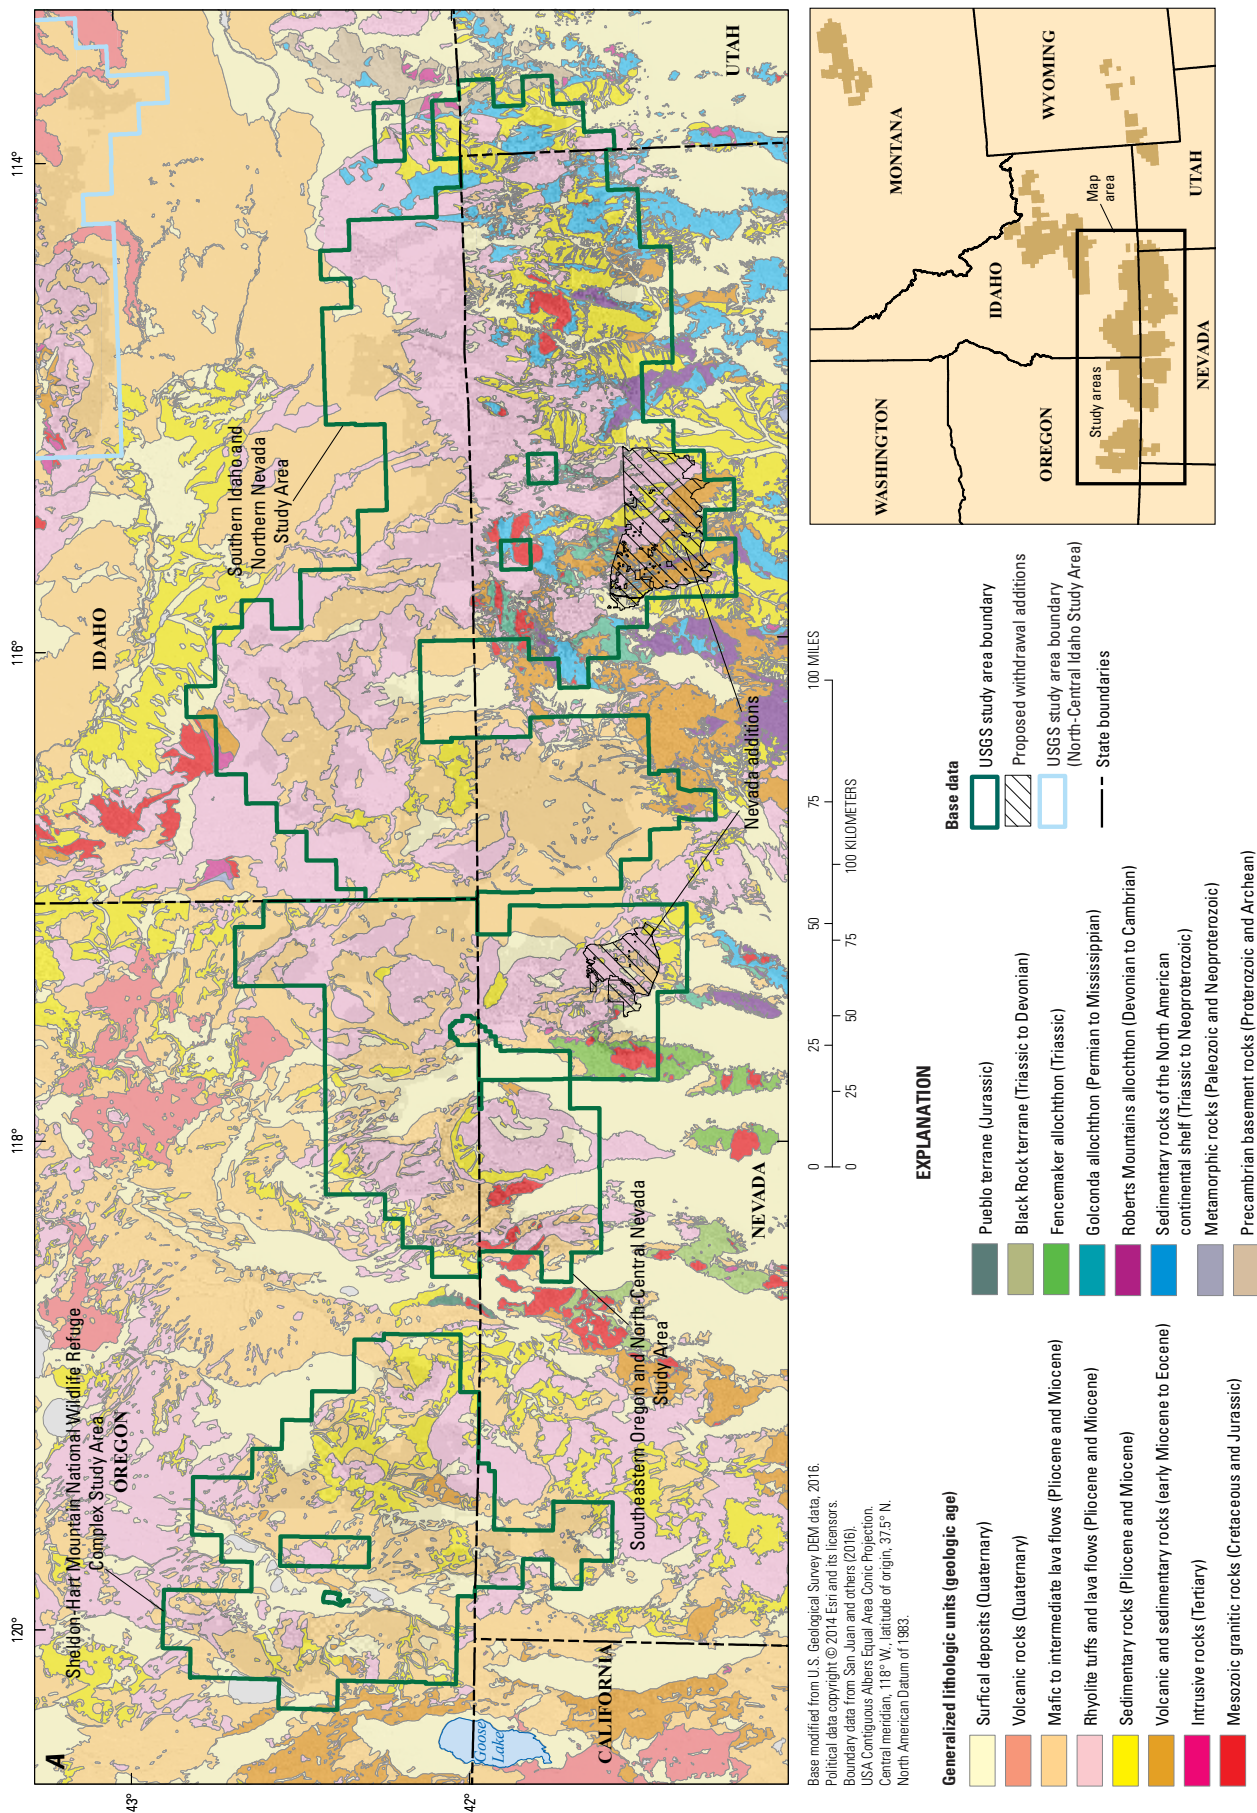 A
120°
118°
116°
114°
43°
42°
Sheldon-Hart Mountain National Wildlife Refuge
Complex Study Area
OREGON
IDAHO
Southern Idaho and
Northern Nevada
Study Area
UTAH
Goose
Lake
CALIFORNIA
Southeastern Oregon and North-Central Nevada
Study Area
NEVADA
Nevada additions
Base modified from U.S. Geological Survey DEM data, 2016.
Political data copyright © 2014 Esri and its licensors.
Boundary data from San Juan and others (2016).
USA Contiguous Albers Equal Area Conic Projection.
Central meridian, 118° W., latitude of origin, 37.5° N.
North American Datum of 1983.
0 25 50 75 100 MILES
0 25 50 75 100 KILOMETERS
EXPLANATION
Generalized lithologic units (geologic age)
Surfical deposits (Quaternary)
Volcanic rocks (Quaternary)
Mafic to intermediate lava flows (Pliocene and Miocene)
Rhyolite tuffs and lava flows (Pliocene and Miocene)
Sedimentary rocks (Pliocene and Miocene)
Volcanic and sedimentary rocks (early Miocene to Eocene)
Intrusive rocks (Tertiary)
Mesozoic granitic rocks (Cretaceous and Jurassic)
Pueblo terrane (Jurassic)
Black Rock terrane (Triassic to Devonian)
Fencemaker allochthon (Triassic)
Golconda allochthon (Permian to Mississippian)
Roberts Mountains allochthon (Devonian to Cambrian)
Sedimentary rocks of the North American
continental shelf (Triassic to Neoproterozoic)
Metamorphic rocks (Paleozoic and Neoproterozoic)
Precambrian basement rocks (Proterozoic and Archean)
Base data
USGS study area boundary
Proposed withdrawal additions
USGS study area boundary
(North-Central Idaho Study Area)
State boundaries
WASHINGTON
MONTANA
OREGON
IDAHO
WYOMING
Study areas
Map
area
NEVADA
UTAH